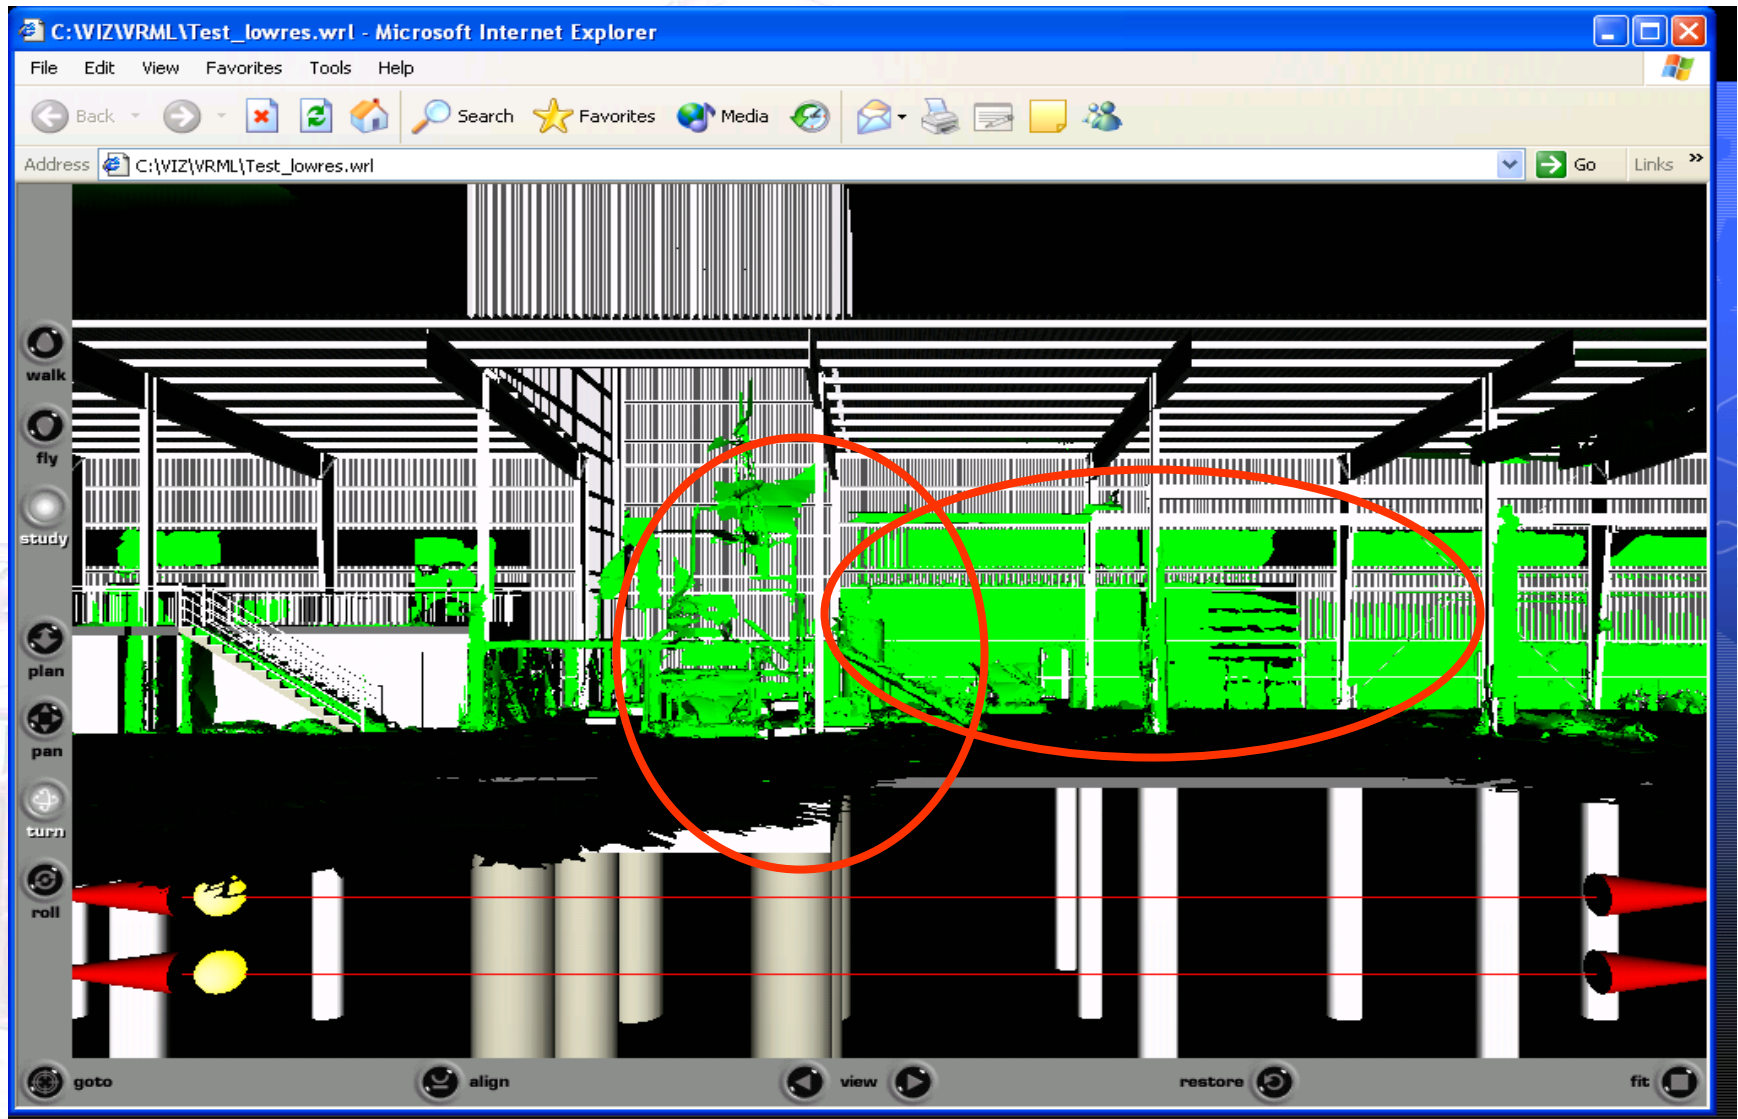 C:\VIZ\VRML\Test_lowres.wrl - Microsoft Internet Explorer
File Edit View Favorites Tools Help
Back Search Favorites Media
Address C:\VIZ\VRML\Test_lowres.wrl Go Links »
walk
fly
study
plan
pan
turn
roll
goto align view restore fit